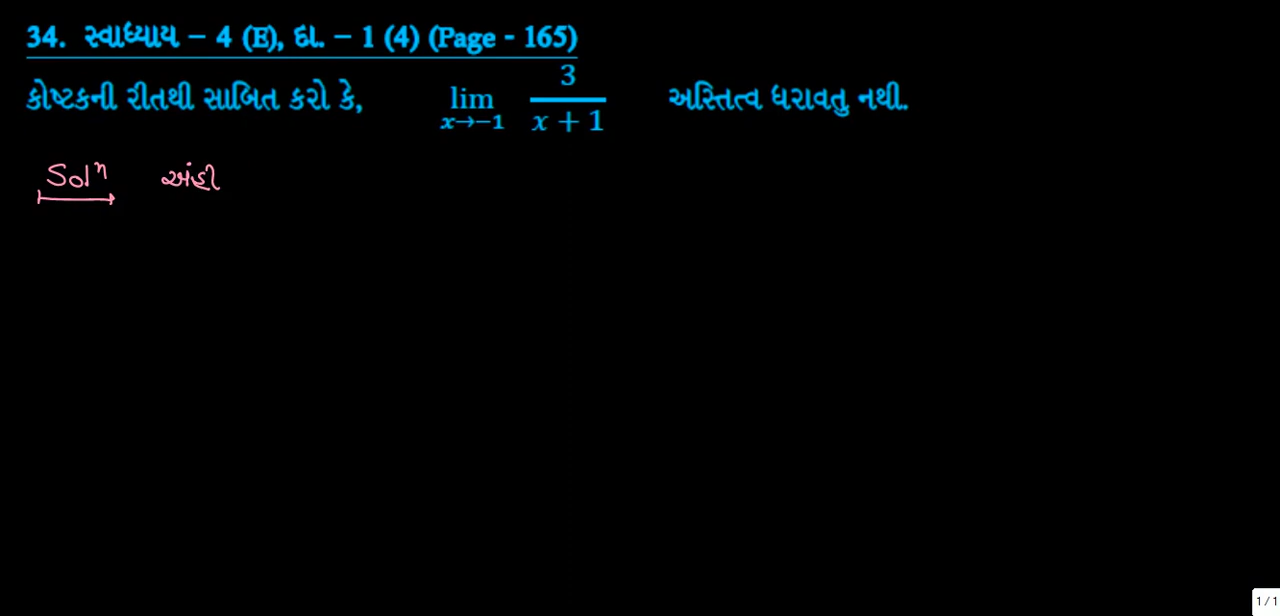 34. સ્વાધ્યાય – 4 (E), દા. – 1 (4) (Page - 165)
કોષ્ટકની રીતથી સાબિત કરો કે, lim x→−1 3/(x + 1) અસ્તિત્વ ધરાવતુ નથી.
Solⁿ અંહી
1/1